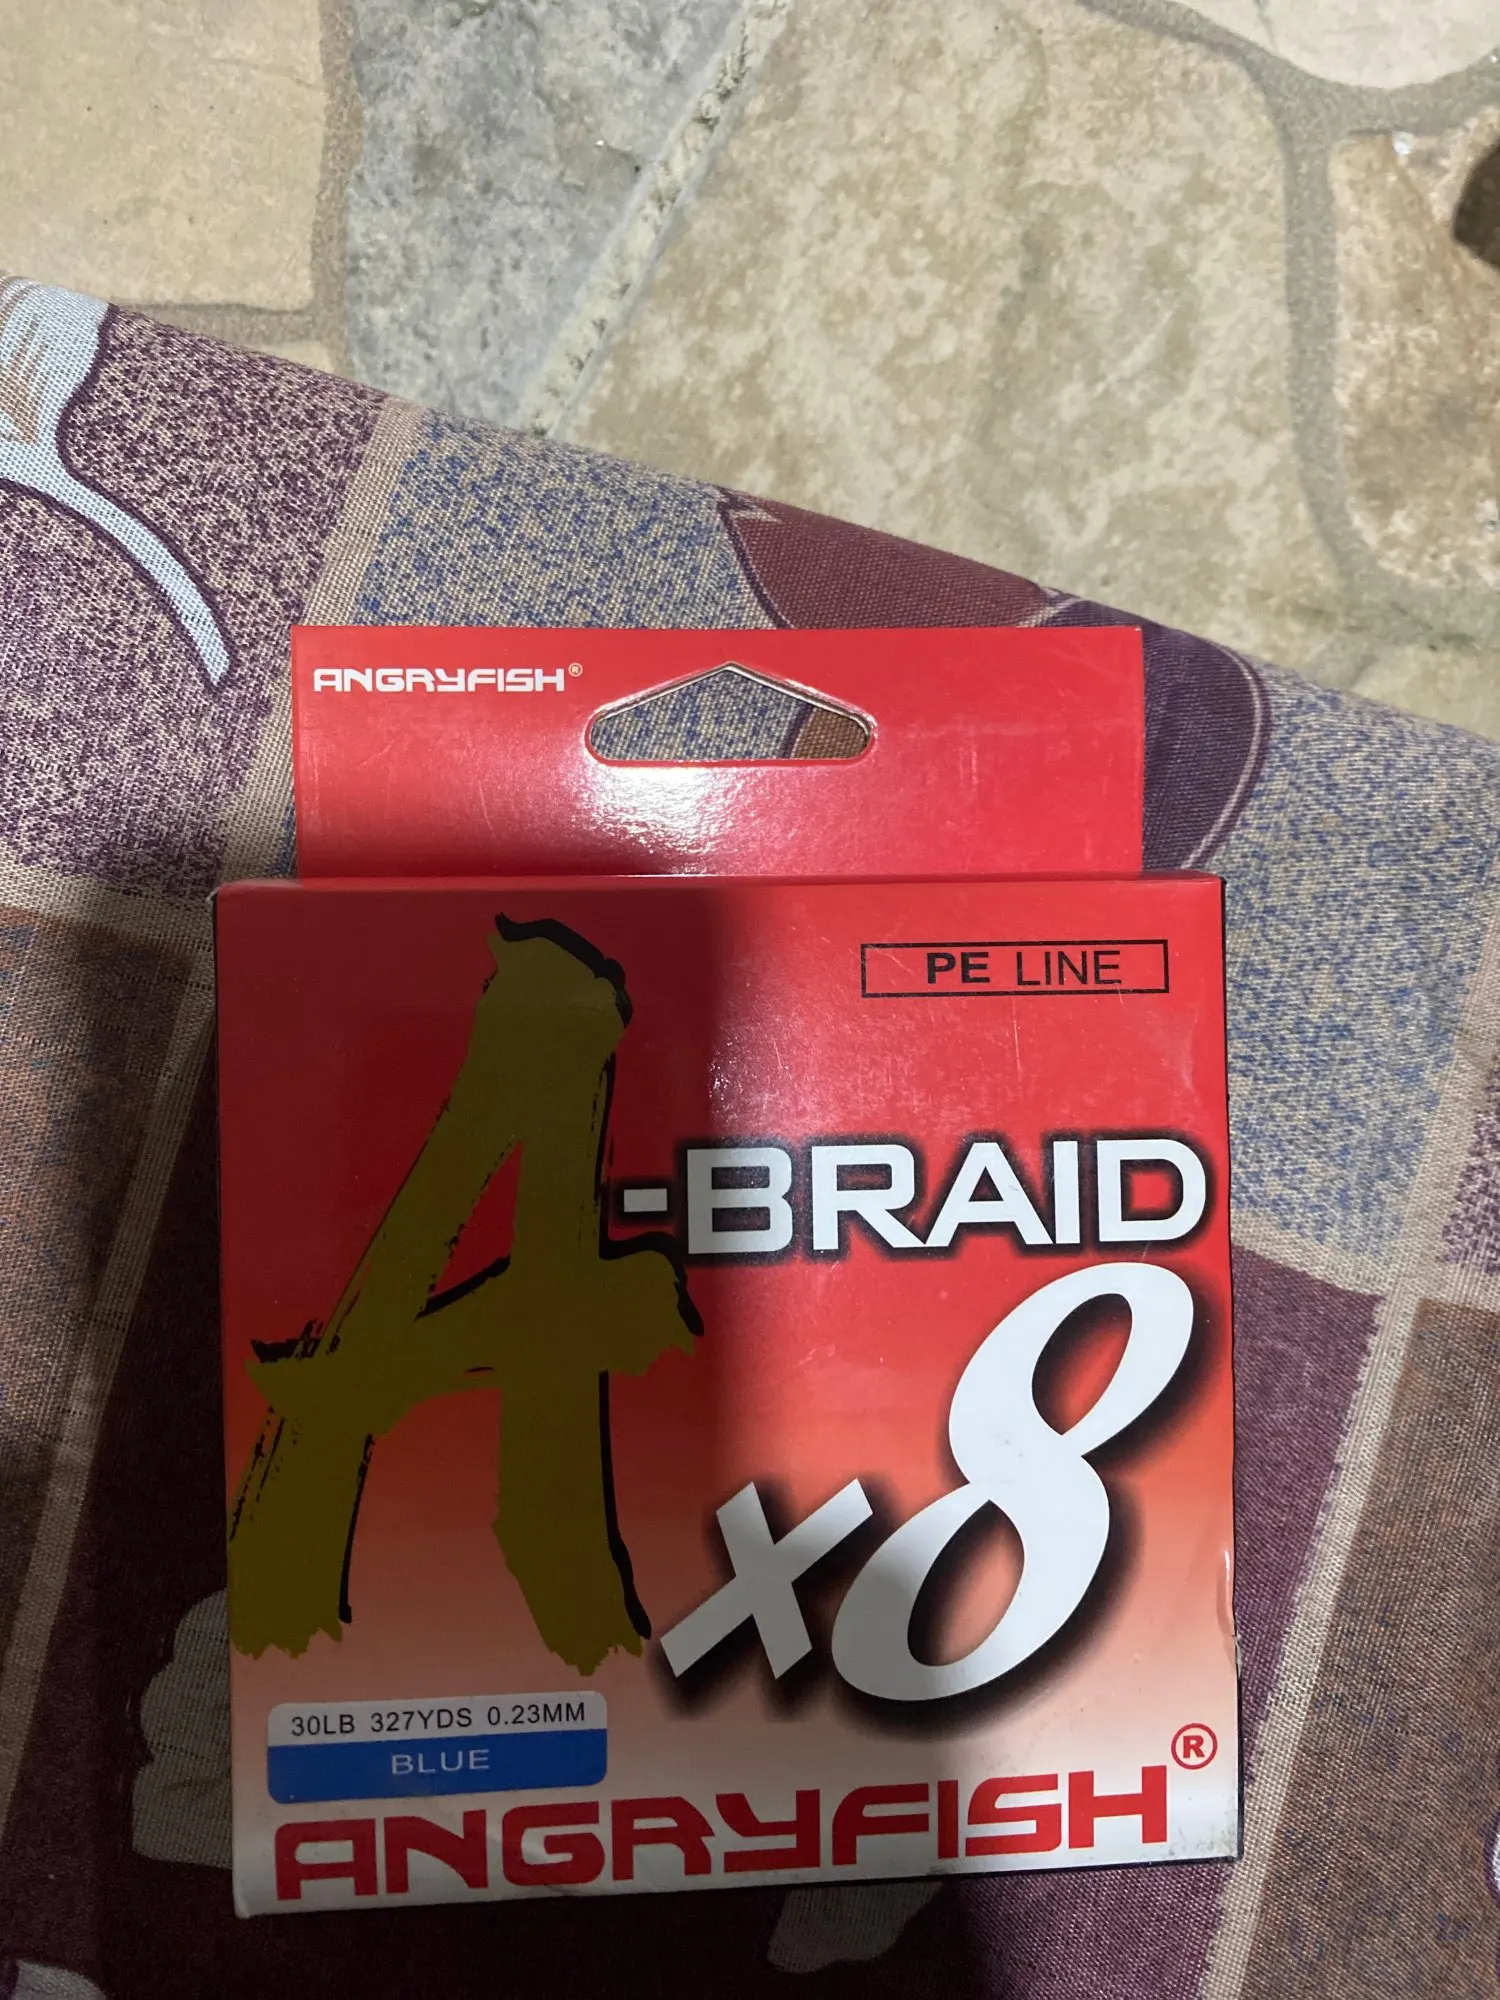 ANGRYFISH®
PE LINE
A-BRAID
x8
30LB 327YDS 0.23MM
BLUE
ANGRYFISH®